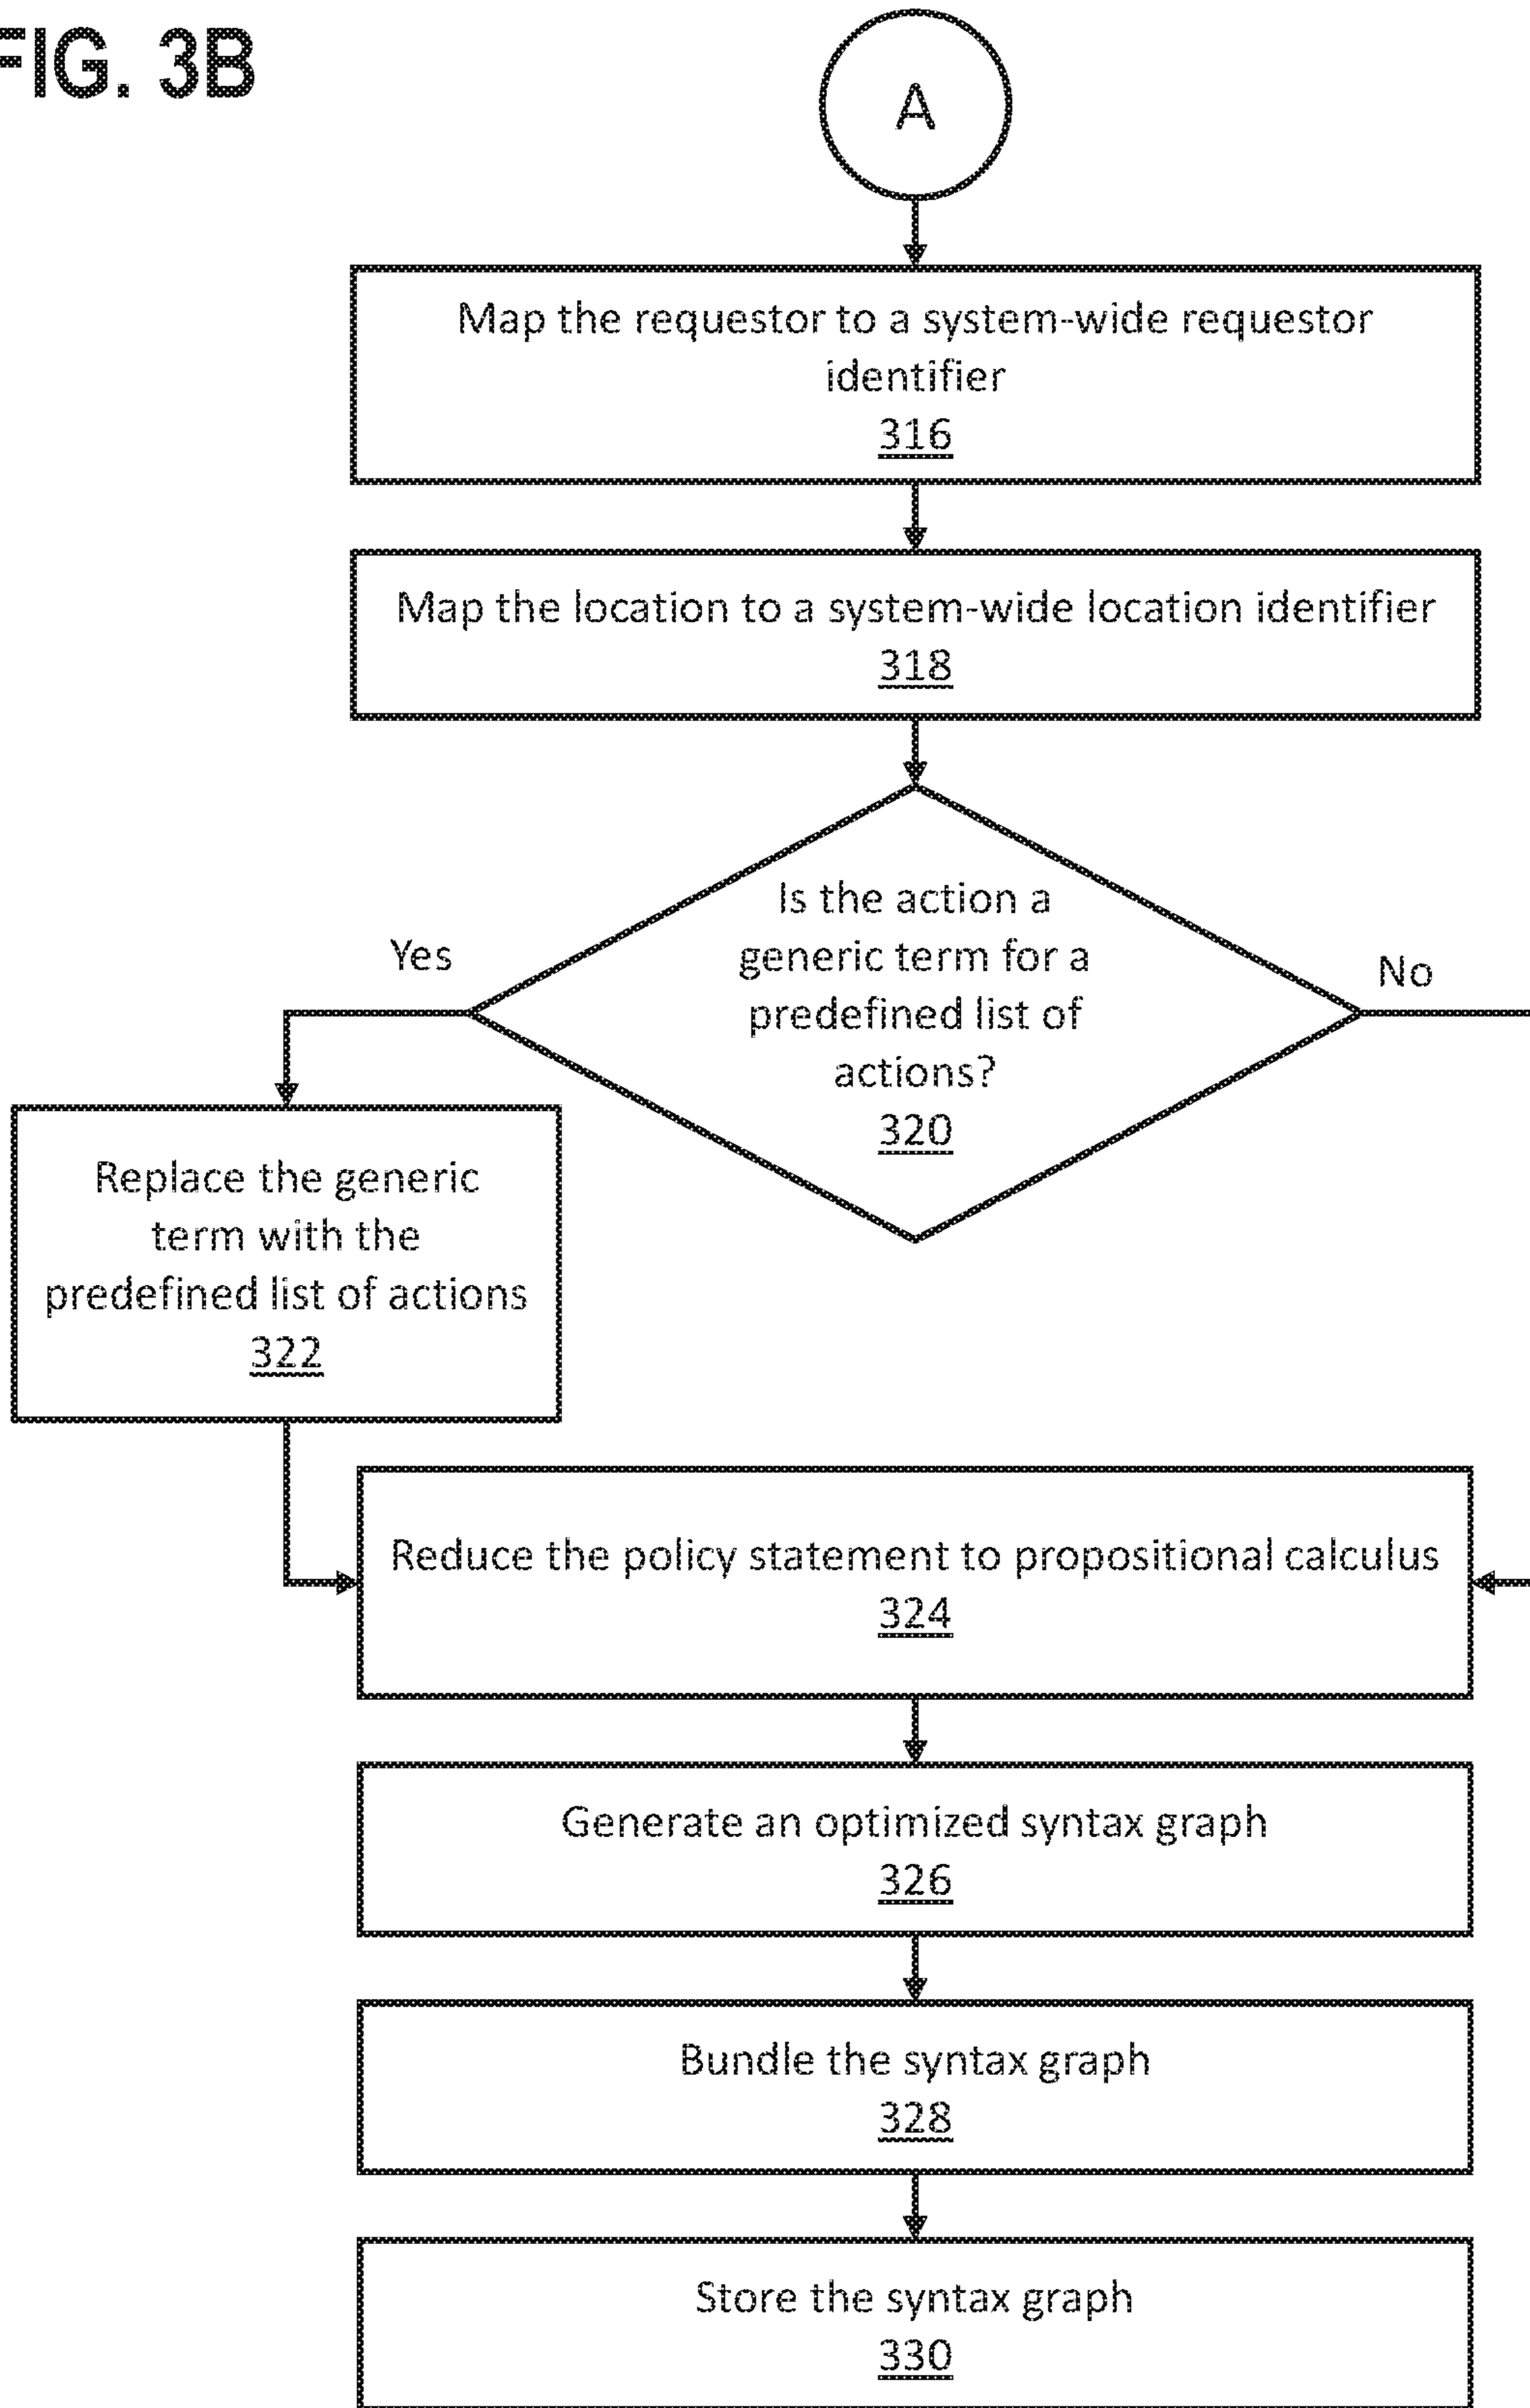 FIG. 3B
A
Map the requestor to a system-wide requestor
identifier
316
Map the location to a system-wide location identifier
318
Is the action a
generic term for a
predefined list of
actions?
320
Yes
No
Replace the generic
term with the
predefined list of actions
322
Reduce the policy statement to propositional calculus
324
Generate an optimized syntax graph
326
Bundle the syntax graph
328
Store the syntax graph
330